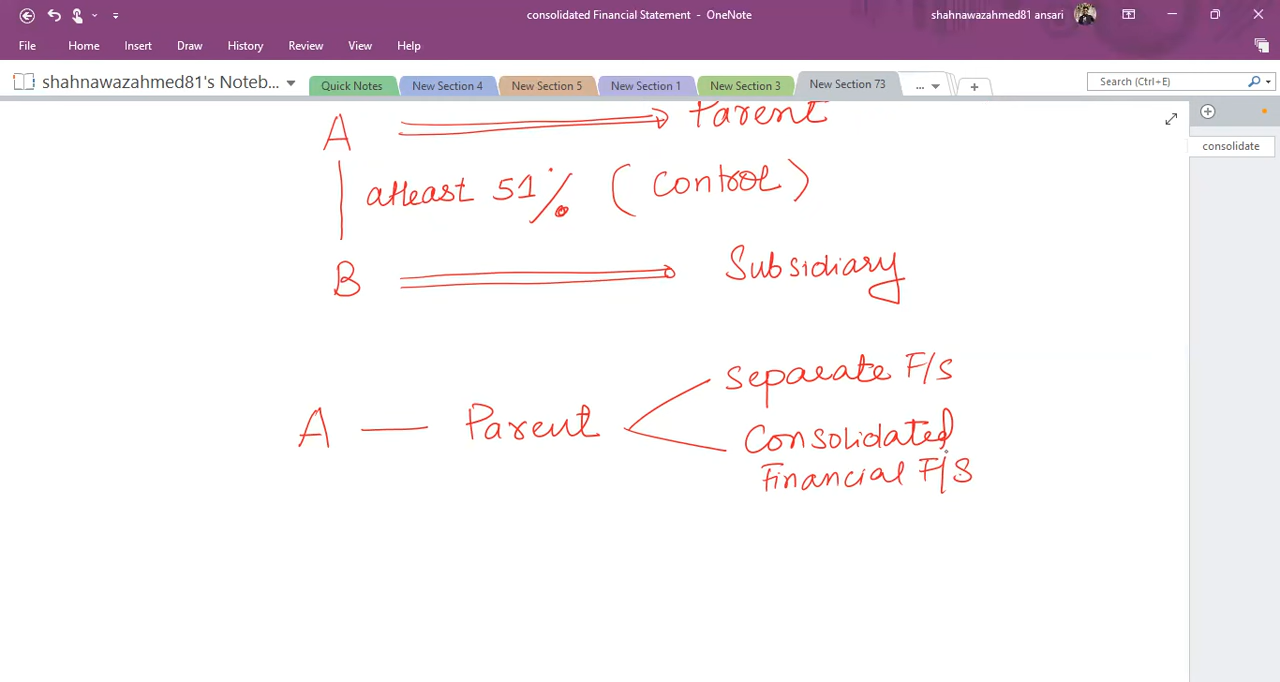 consolidated Financial Statement - OneNote
shahnawazahmed81 ansari
File Home Insert Draw History Review View Help
shahnawazahmed81's Noteb... Quick Notes New Section 4 New Section 5 New Section 1 New Section 3 New Section 73 ... + Search (Ctrl+E)
consolidate
A Parent
atleast 51% (Control)
B Subsidiary
Separate F/S
A — Parent
Consolidated
Financial F/S